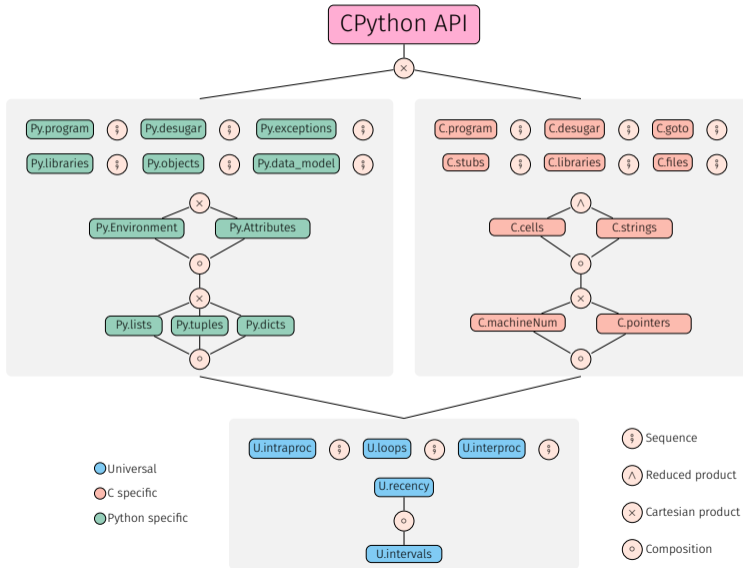 CPython API
×
Py.program ; Py.desugar ; Py.exceptions ;
Py.libraries ; Py.objects ; Py.data_model ;
×
Py.Environment Py.Attributes
∘
×
Py.lists Py.tuples Py.dicts
∘
C.program ; C.desugar ; C.goto ;
C.stubs ; C.libraries ; C.files ;
∧
C.cells C.strings
∘
×
C.machineNum C.pointers
∘
U.intraproc ; U.loops ; U.interproc ;
U.recency
∘
U.intervals
Universal
C specific
Python specific
; Sequence
∧ Reduced product
× Cartesian product
∘ Composition